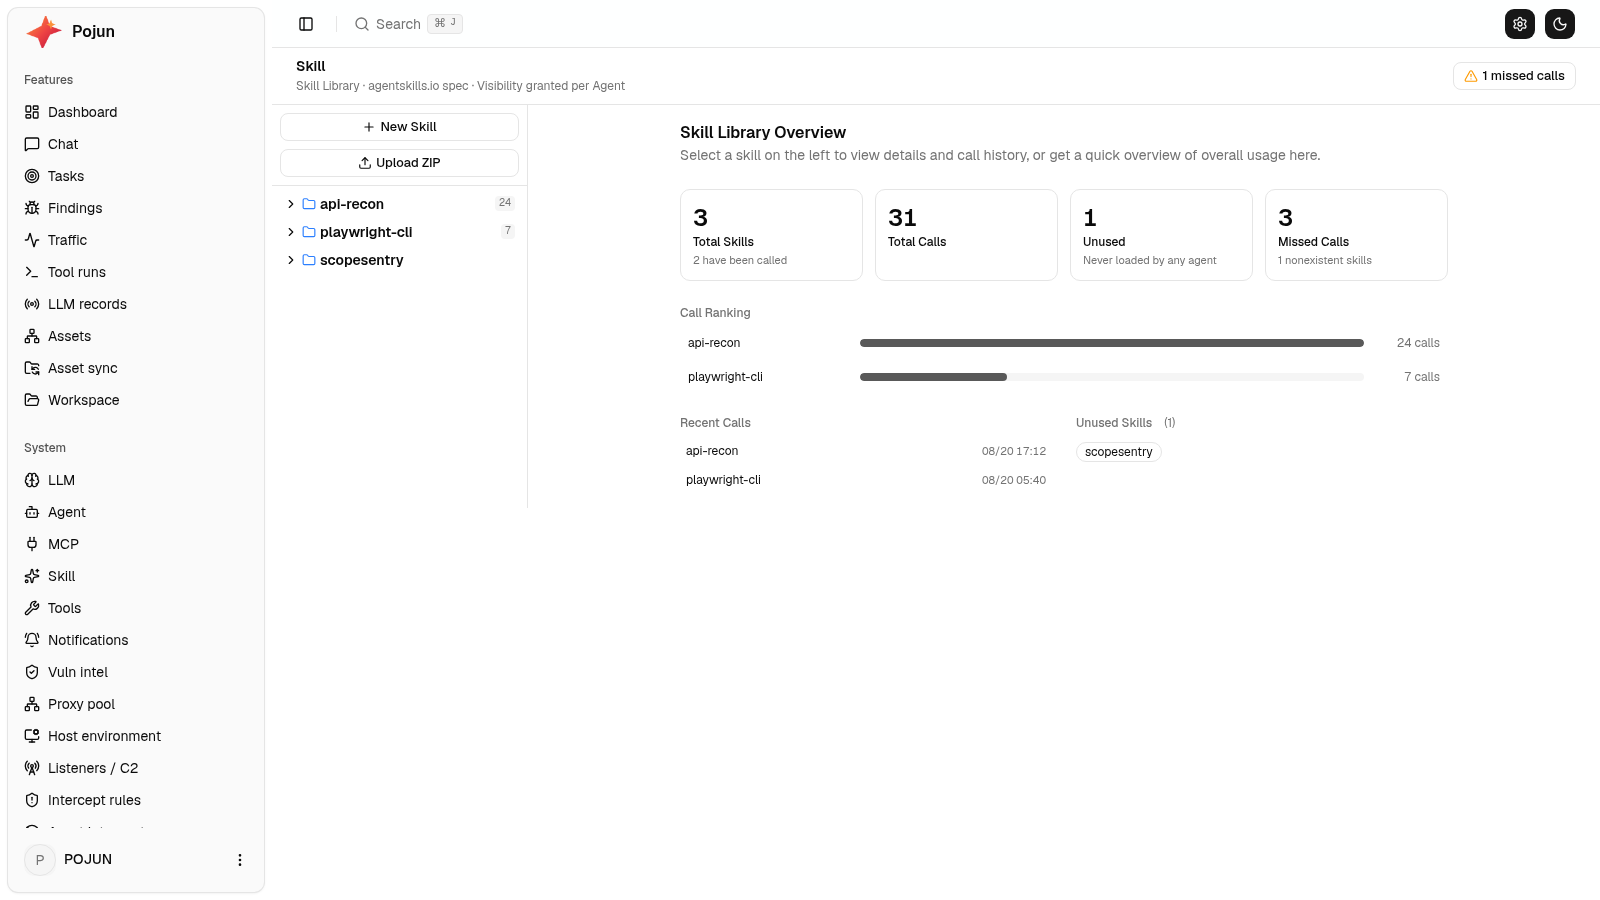 Pojun
Features
Dashboard
Chat
Tasks
Findings
Traffic
Tool runs
LLM records
Assets
Asset sync
Workspace
System
LLM
Agent
MCP
Skill
Tools
Notifications
Vuln intel
Proxy pool
Host environment
Listeners / C2
Intercept rules
P POJUN
Search ⌘ J
Skill
Skill Library · agentskills.io spec · Visibility granted per Agent
1 missed calls
New Skill
Upload ZIP
api-recon 24
playwright-cli 7
scopesentry
Skill Library Overview
Select a skill on the left to view details and call history, or get a quick overview of overall usage here.
3
Total Skills
2 have been called
31
Total Calls
1
Unused
Never loaded by any agent
3
Missed Calls
1 nonexistent skills
Call Ranking
api-recon 24 calls
playwright-cli 7 calls
Recent Calls
api-recon 08/20 17:12
playwright-cli 08/20 05:40
Unused Skills (1)
scopesentry